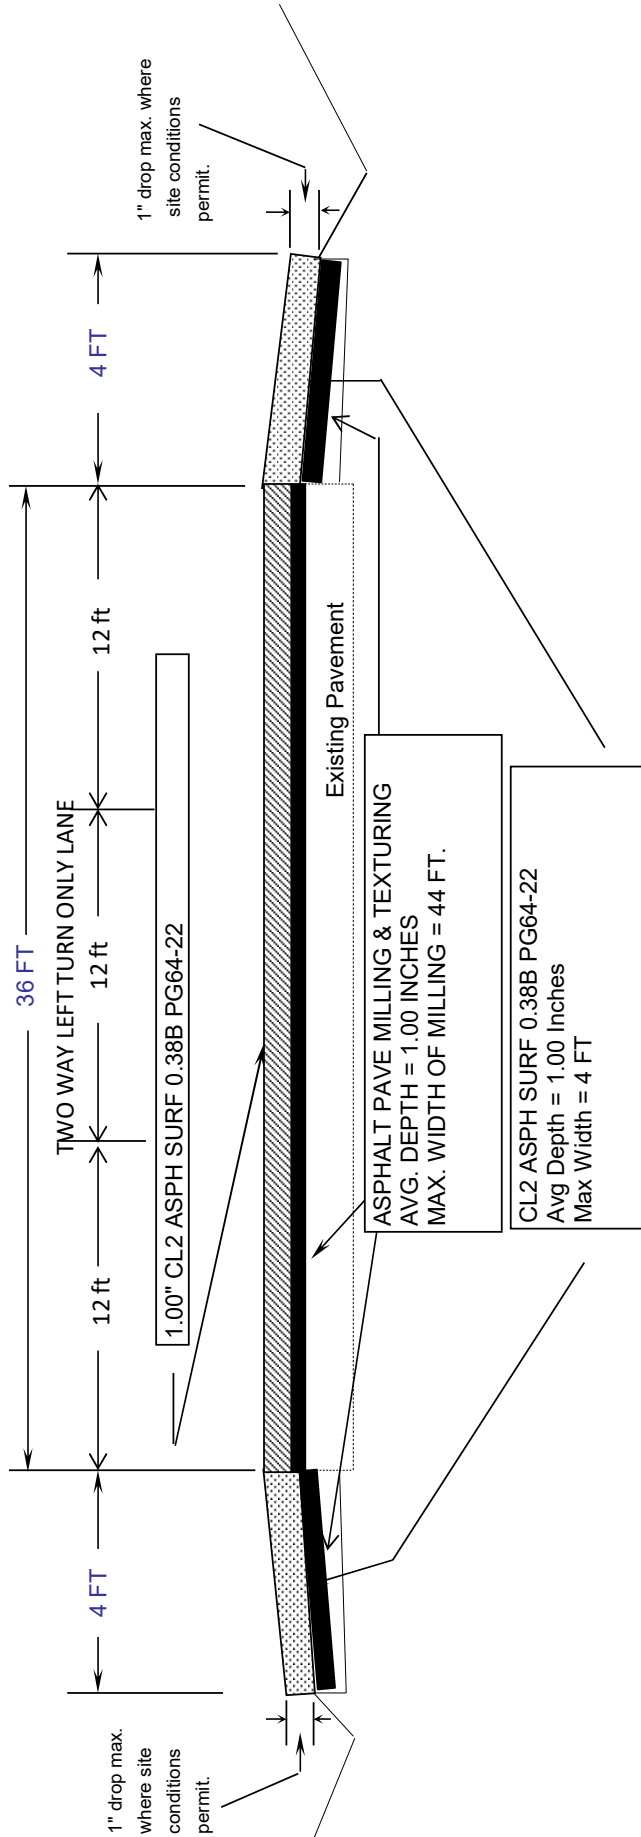 36 FT
TWO WAY LEFT TURN ONLY LANE
4 FT
12 ft
12 ft
12 ft
4 FT
1" drop max.
where site
conditions
permit.
1.00" CL2 ASPH SURF 0.38B PG64-22
1" drop max. where
site conditions
permit.
Existing Pavement
ASPHALT PAVE MILLING & TEXTURING
AVG. DEPTH = 1.00 INCHES
MAX. WIDTH OF MILLING = 44 FT.
CL2 ASPH SURF 0.38B PG64-22
Avg Depth = 1.00 Inches
Max Width = 4 FT